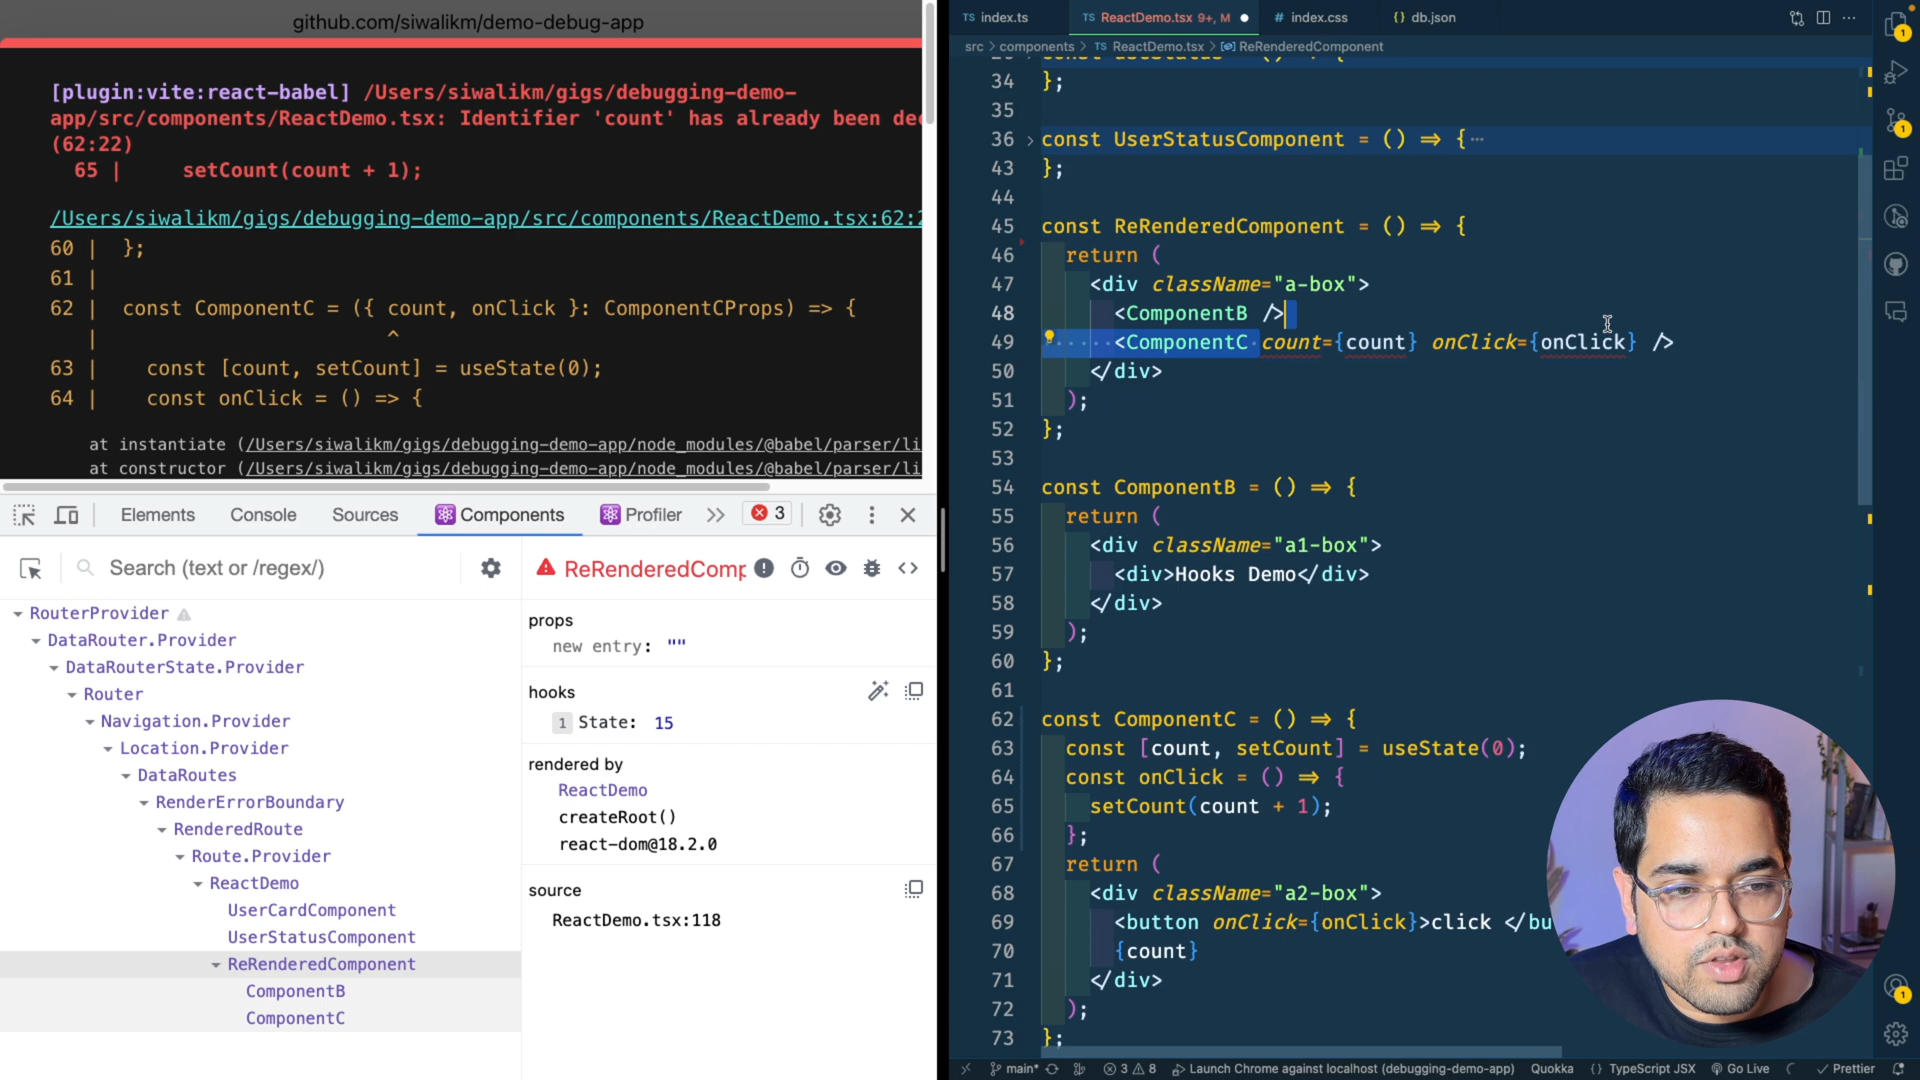 github.com/siwalikm/demo-debug-app
[plugin:vite:react-babel] /Users/siwalikm/gigs/debugging-demo-
app/src/components/ReactDemo.tsx: Identifier 'count' has already been
(62:22)
65 | setCount(count + 1);
/Users/siwalikm/gigs/debugging-demo-app/src/components/ReactDemo.tsx:62:2
60 | };
61 |
62 | const ComponentC = ({ count, onClick }: ComponentCProps) => {
| ^
63 | const [count, setCount] = useState(0);
64 | const onClick = () => {
at instantiate (/Users/siwalikm/gigs/debugging-demo-app/node_modules/@babel/parser/li
at constructor (/Users/siwalikm/gigs/debugging-demo-app/node_modules/@babel/parser/li
Elements Console Sources Components Profiler >> 3
Search (text or /regex/)
RouterProvider
DataRouter.Provider
DataRouterState.Provider
Router
Navigation.Provider
Location.Provider
DataRoutes
RenderErrorBoundary
RenderedRoute
Route.Provider
ReactDemo
UserCardComponent
UserStatusComponent
ReRenderedComponent
ComponentB
ComponentC
ReRenderedComp
props
new entry: ""
hooks
1 State: 15
rendered by
ReactDemo
createRoot()
react-dom@18.2.0
source
ReactDemo.tsx:118
TS index.ts TS ReactDemo.tsx 9+, M # index.css {} db.json
src > components > TS ReactDemo.tsx > ReRenderedComponent
34 };
35
36 > const UserStatusComponent = () => {…
43 };
44
45 const ReRenderedComponent = () => {
46 return (
47 <div className="a-box">
48 <ComponentB />
49 <ComponentC count={count} onClick={onClick} />
50 </div>
51 );
52 };
53
54 const ComponentB = () => {
55 return (
56 <div className="a1-box">
57 <div>Hooks Demo</div>
58 </div>
59 );
60 };
61
62 const ComponentC = () => {
63 const [count, setCount] = useState(0);
64 const onClick = () => {
65 setCount(count + 1);
66 };
67 return (
68 <div className="a2-box">
69 <button onClick={onClick}>click </bu
70 {count}
71 </div>
72 );
73 };
main* 3 8 Launch Chrome against localhost (debugging-demo-app) Quokka {} TypeScript JSX Go Live Prettier
1
1
1